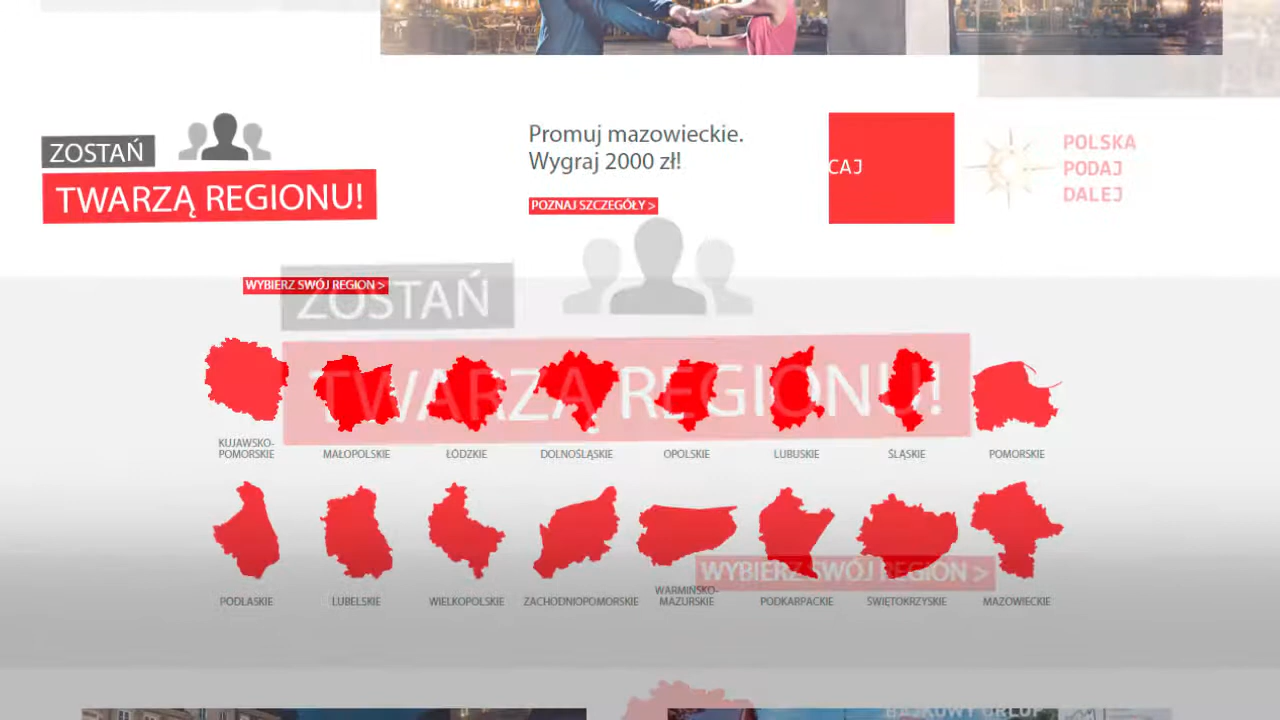 ZOSTAŃ
TWARZĄ REGIONU!
Promuj mazowieckie.
Wygraj 2000 zł!
POZNAJ SZCZEGÓŁY >
CAJ
POLSKA
PODAJ
DALEJ
WYBIERZ SWÓJ REGION >
ZOSTAŃ
TWARZĄ REGIONU!
KUJAWSKO-
POMORSKIE
MAŁOPOLSKIE
ŁÓDZKIE
DOLNOŚLĄSKIE
OPOLSKIE
LUBUSKIE
ŚLĄSKIE
POMORSKIE
WYBIERZ SWÓJ REGION >
PODLASKIE
LUBELSKIE
WIELKOPOLSKIE
ZACHODNIOPOMORSKIE
WARMIŃSKO-
MAZURSKIE
PODKARPACKIE
ŚWIĘTOKRZYSKIE
MAZOWIECKIE